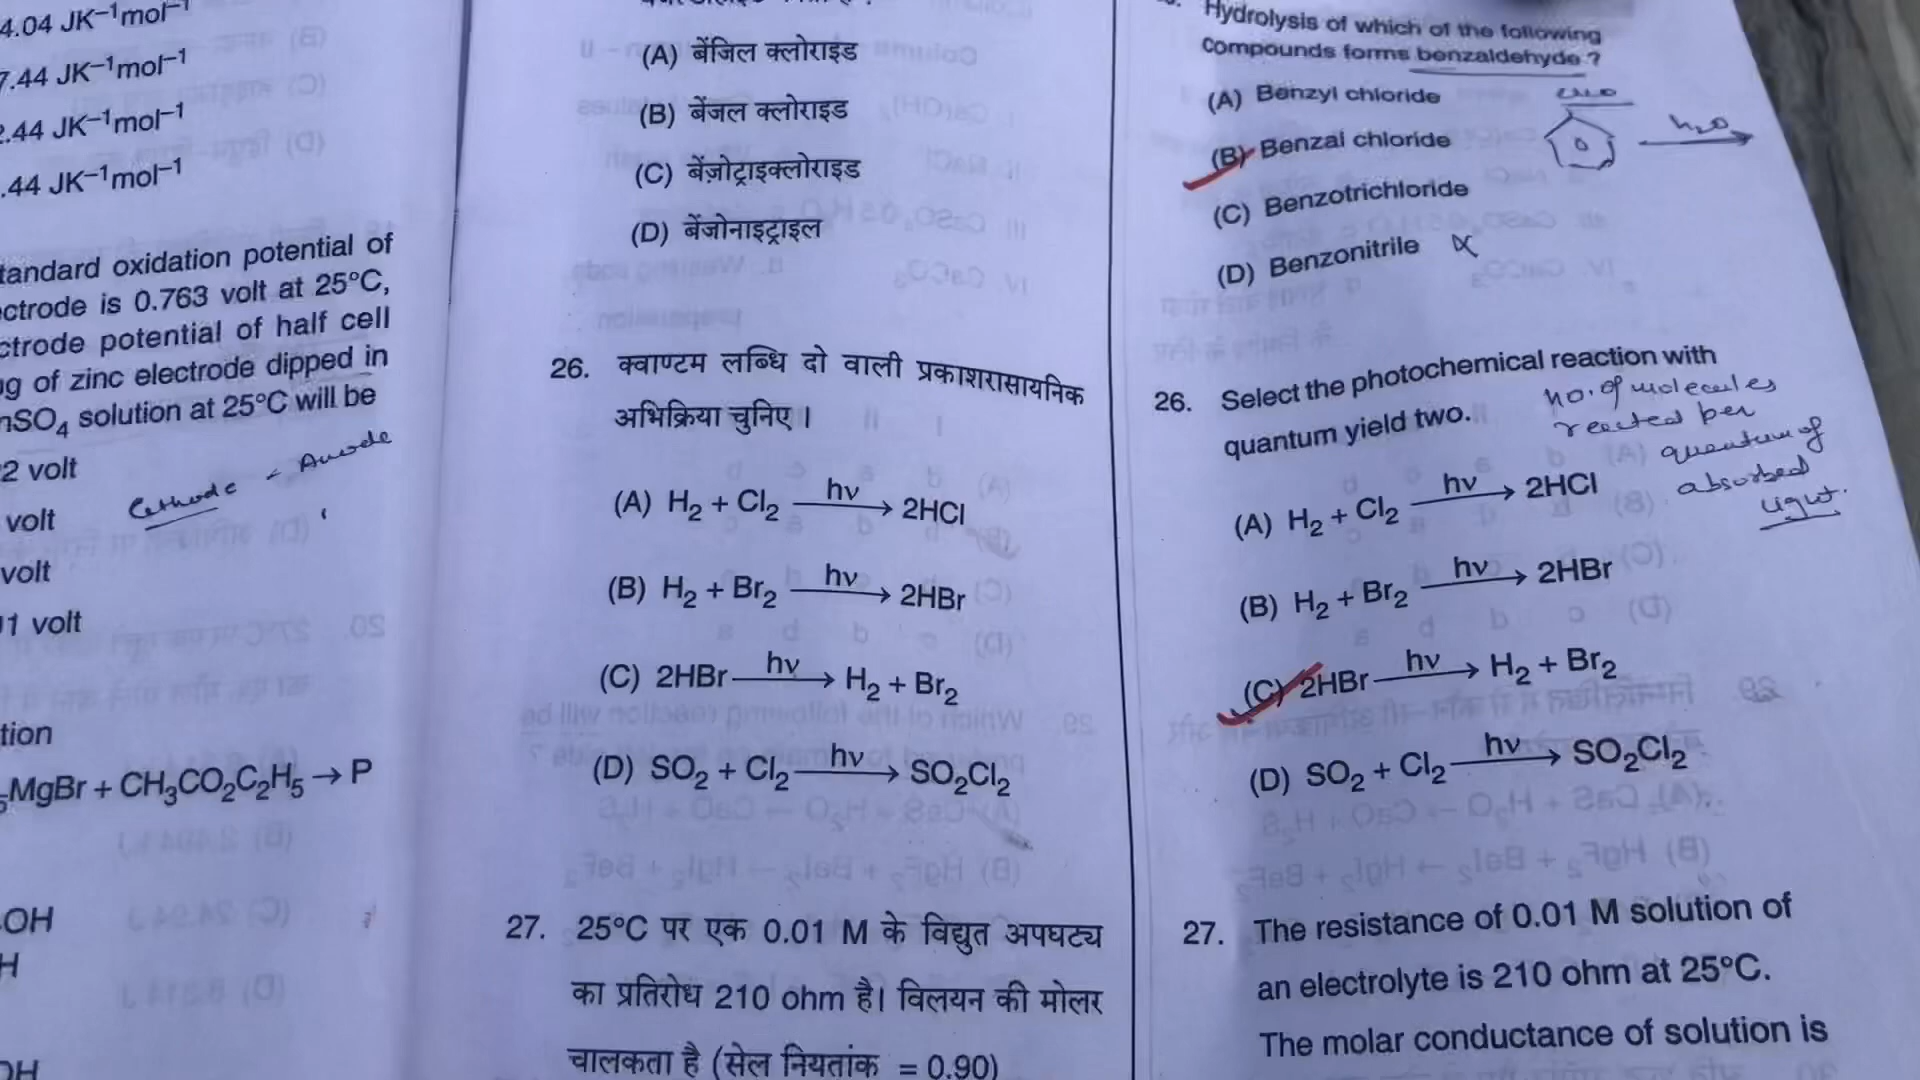 4.04 JK⁻¹mol⁻¹
7.44 JK⁻¹mol⁻¹
.44 JK⁻¹mol⁻¹
.44 JK⁻¹mol⁻¹
tandard oxidation potential of
ctrode is 0.763 volt at 25°C,
ctrode potential of half cell
g of zinc electrode dipped in
nSO₄ solution at 25°C will be
2 volt
Cathode - Anode
volt
volt
1 volt
tion
MgBr + CH₃CO₂C₂H₅ → P
OH
H
OH
(A) बेंजिल क्लोराइड
(B) बेंजल क्लोराइड
(C) बेंज़ोट्राइक्लोराइड
(D) बेंजोनाइट्राइल
26. क्वाण्टम लब्धि दो वाली प्रकाशरासायनिक
अभिक्रिया चुनिए।
(A) H₂ + Cl₂ hν → 2HCl
(B) H₂ + Br₂ hν → 2HBr
(C) 2HBr hν → H₂ + Br₂
(D) SO₂ + Cl₂ hν → SO₂Cl₂
27. 25°C पर एक 0.01 M के विद्युत अपघट्य
का प्रतिरोध 210 ohm है। विलयन की मोलर
चालकता है (सेल नियतांक = 0.90)
Hydrolysis of which of the following
Compounds forms benzaldehyde ?
(A) Benzyl chloride
(B) Benzal chloride
H₂O →
(C) Benzotrichloride
(D) Benzonitrile
26. Select the photochemical reaction with
quantum yield two.
no. of molecules
reacted per
quantum of
absorbed
light.
(A) H₂ + Cl₂ hν → 2HCl
(B) H₂ + Br₂ hν → 2HBr
(C) 2HBr hν → H₂ + Br₂
(D) SO₂ + Cl₂ hν → SO₂Cl₂
27. The resistance of 0.01 M solution of
an electrolyte is 210 ohm at 25°C.
The molar conductance of solution is